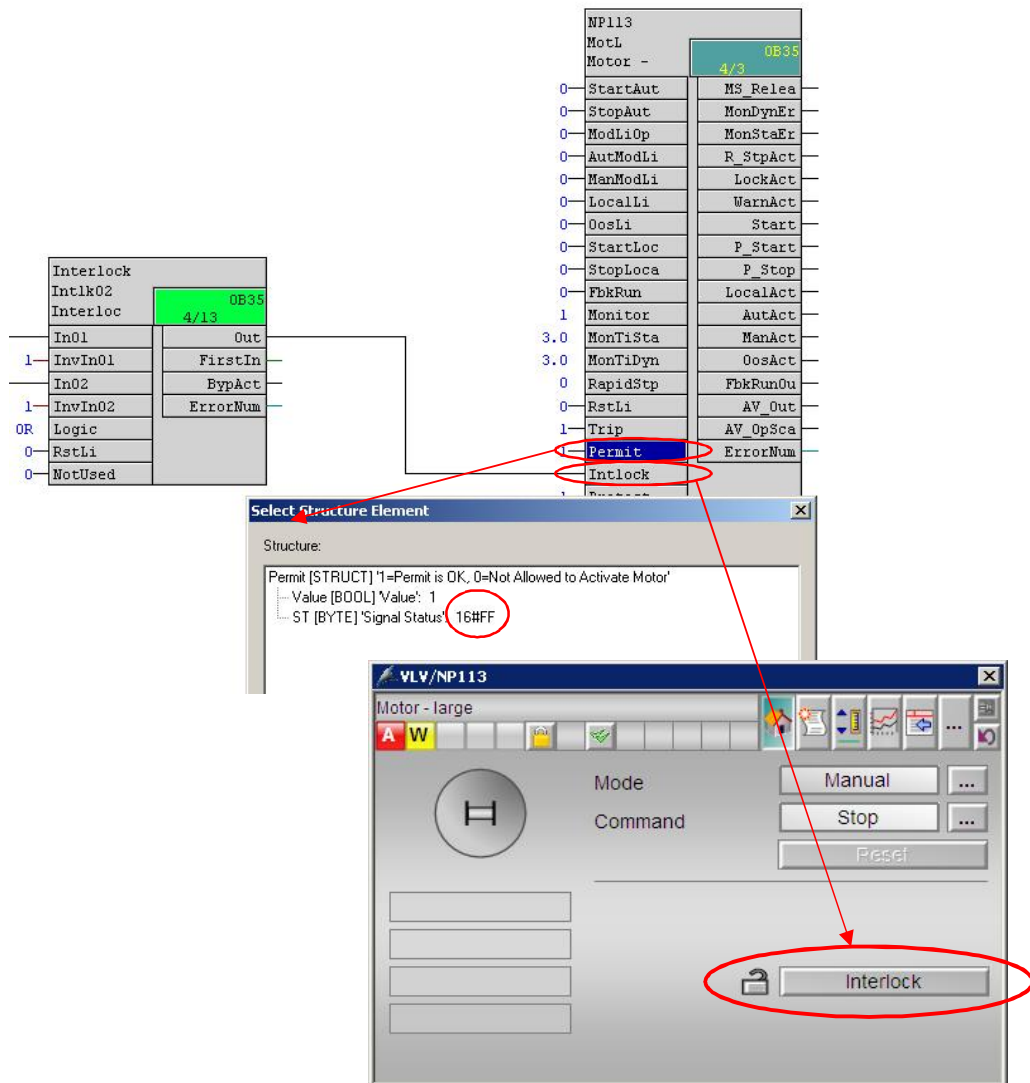 NP113
MotL
Motor -
OB35
4/3
0 StartAut MS_Relea
0 StopAut MonDynEr
0 ModLiOp MonStaEr
0 AutModLi R_StpAct
0 ManModLi LockAct
0 LocalLi WarnAct
0 OosLi Start
0 StartLoc P_Start
0 StopLoca P_Stop
0 FbkRun LocalAct
1 Monitor AutAct
3.0 MonTiSta ManAct
3.0 MonTiDyn OosAct
0 RapidStp FbkRunOu
0 RstLi AV_Out
1 Trip AV_OpSca
1 Permit ErrorNum
Intlock
Interlock
Intlk02
Interloc
OB35
4/13
In01 Out
1 InvIn01 FirstIn
In02 BypAct
1 InvIn02 ErrorNum
OR Logic
0 RstLi
0 NotUsed
Select Structure Element
Structure:
Permit [STRUCT] '1=Permit is OK, 0=Not Allowed to Activate Motor'
Value [BOOL] 'Value': 1
ST [BYTE] 'Signal Status': 16#FF
VLV/NP113
Motor - large
A W
...
Mode Manual ...
Command Stop ...
Reset
Interlock